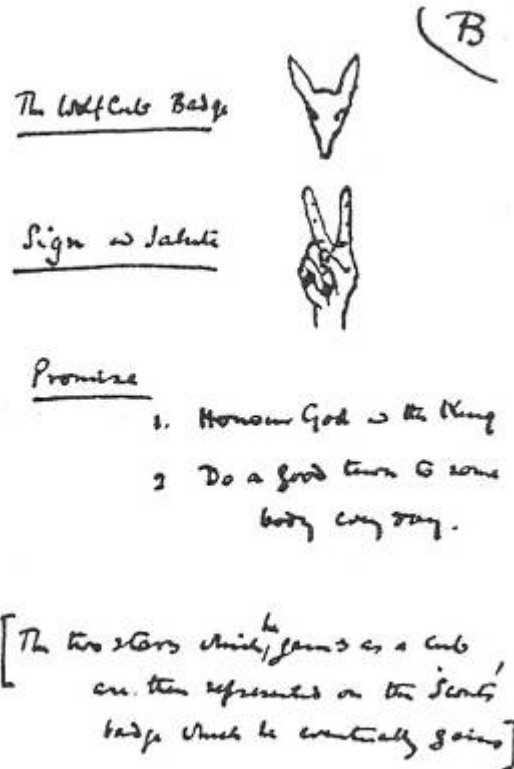 B
The Wolf Cub Badge
Sign & Salute
Promise
1. Honour God & the King
2 Do a good turn to some
body every day.
[The two stars which he gains as a cub
are then represented on the Scouts'
badge which he eventually gains]